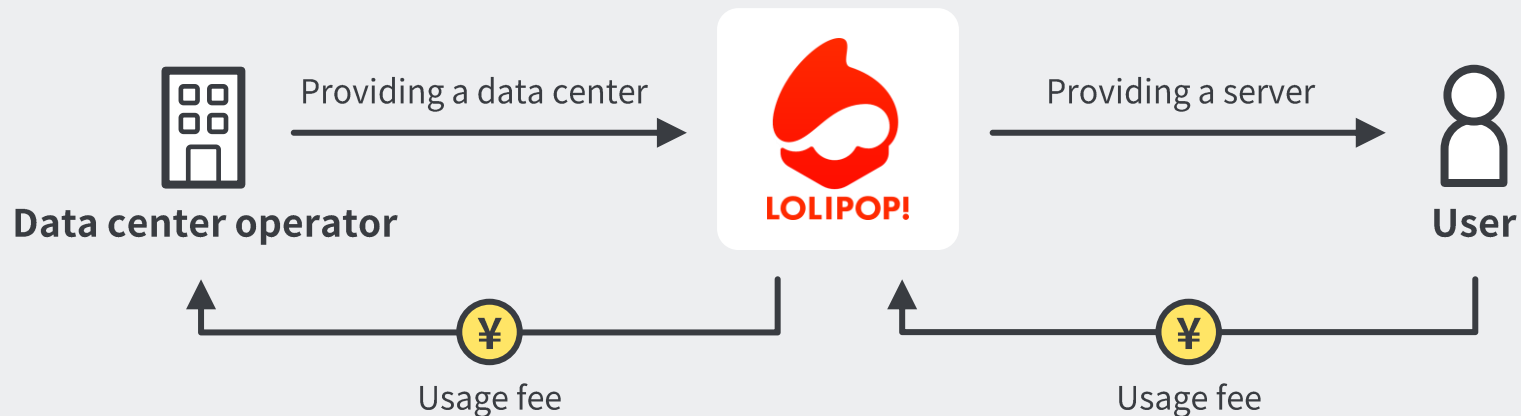 Providing a data center
Providing a server
LOLIPOP!
Data center operator
User
¥
¥
Usage fee
Usage fee